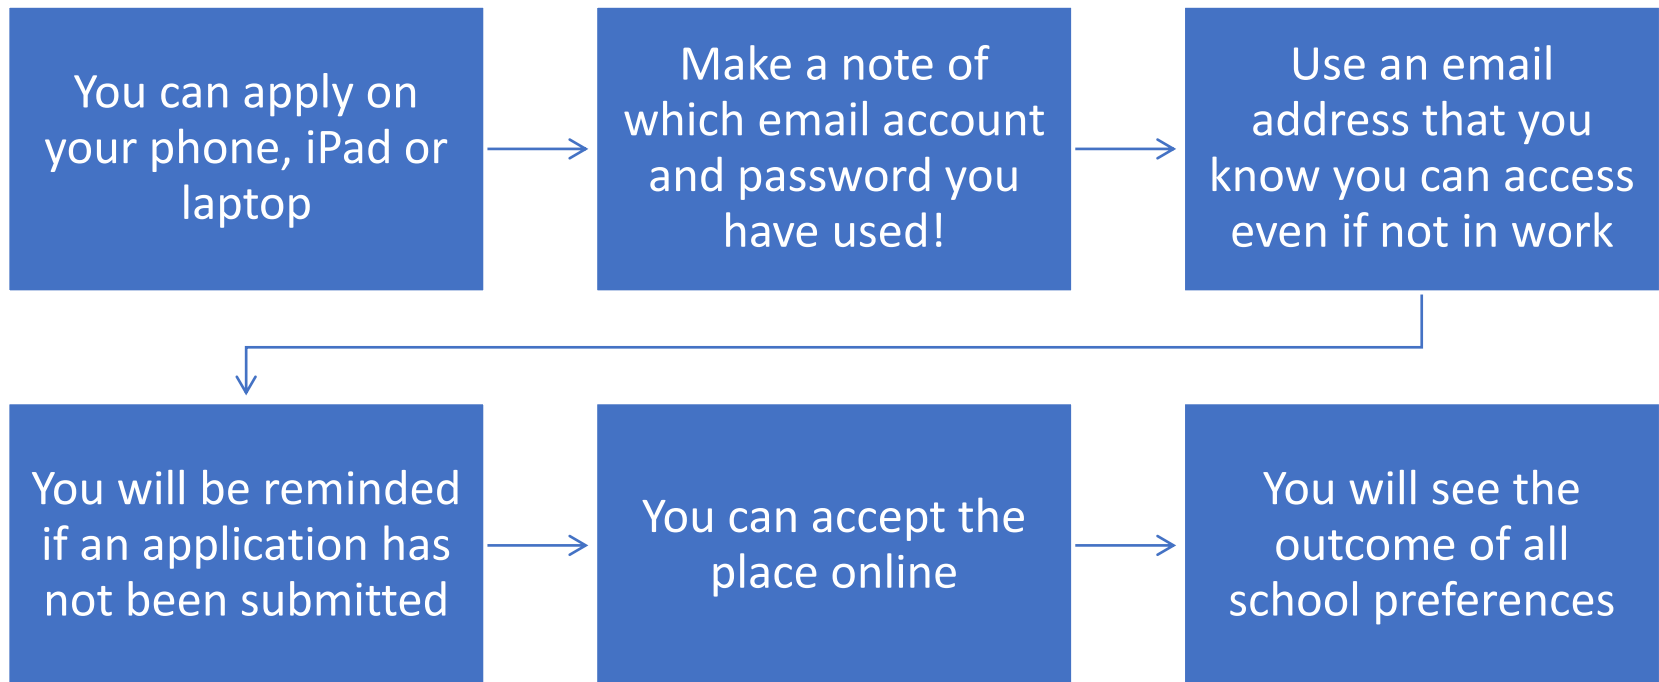 You can apply on
your phone, iPad or
laptop
Make a note of
which email account
and password you
have used!
Use an email
address that you
know you can access
even if not in work
You will be reminded
if an application has
not been submitted
You can accept the
place online
You will see the
outcome of all
school preferences